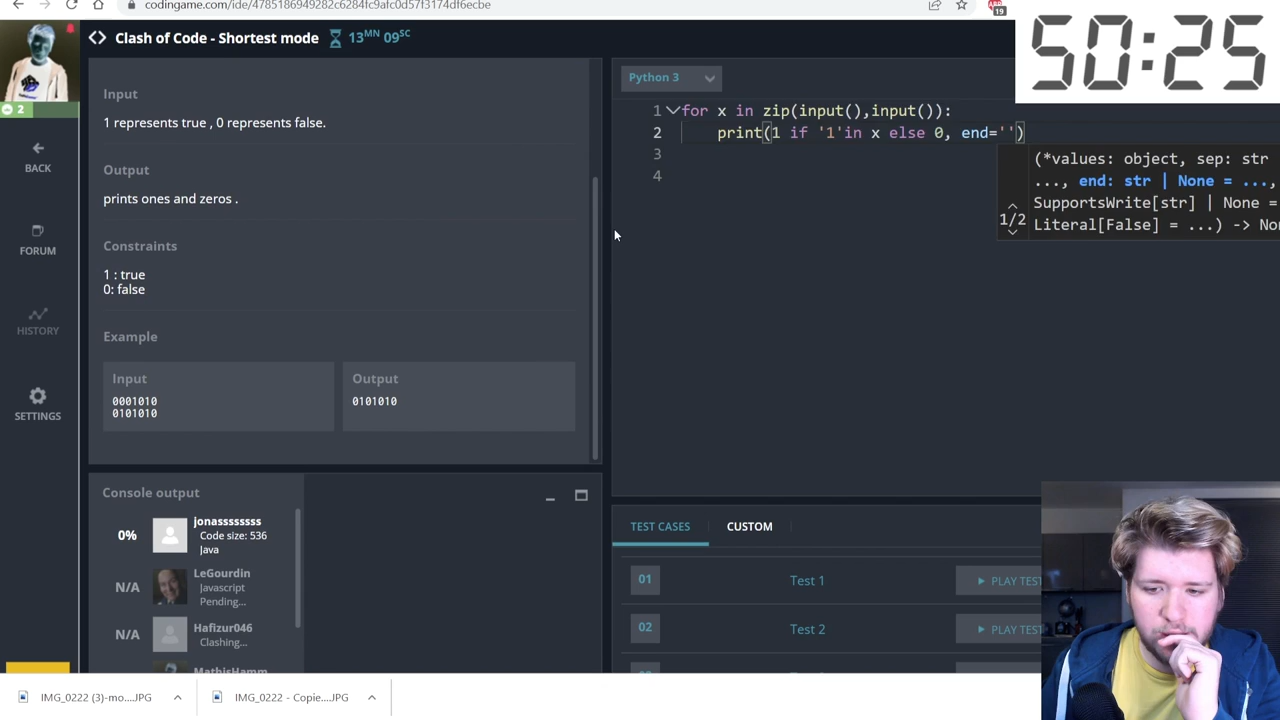 codingame.com/ide/4785186949282c6284fc9afc0d57f3174df6ecbe
19
50:25
Clash of Code - Shortest mode
13MN 09SC
2
BACK
FORUM
HISTORY
SETTINGS
Input
1 represents true , 0 represents false.
Output
prints ones and zeros .
Constraints
1 : true
0: false
Example
Input
0001010
0101010
Output
0101010
Console output
0%
jonassssssss
Code size: 536
Java
N/A
LeGourdin
Javascript
Pending...
N/A
Hafizur046
Clashing...
MathisHamm
Python 3
1 for x in zip(input(),input()):
2 print(1 if '1'in x else 0, end='')
3
4
(*values: object, sep: str
..., end: str | None = ...,
1/2
SupportsWrite[str] | None =
Literal[False] = ...) -> Non
TEST CASES
CUSTOM
01
Test 1
PLAY TEST
02
Test 2
PLAY TEST
IMG_0222 (3)-mo....JPG
IMG_0222 - Copie....JPG